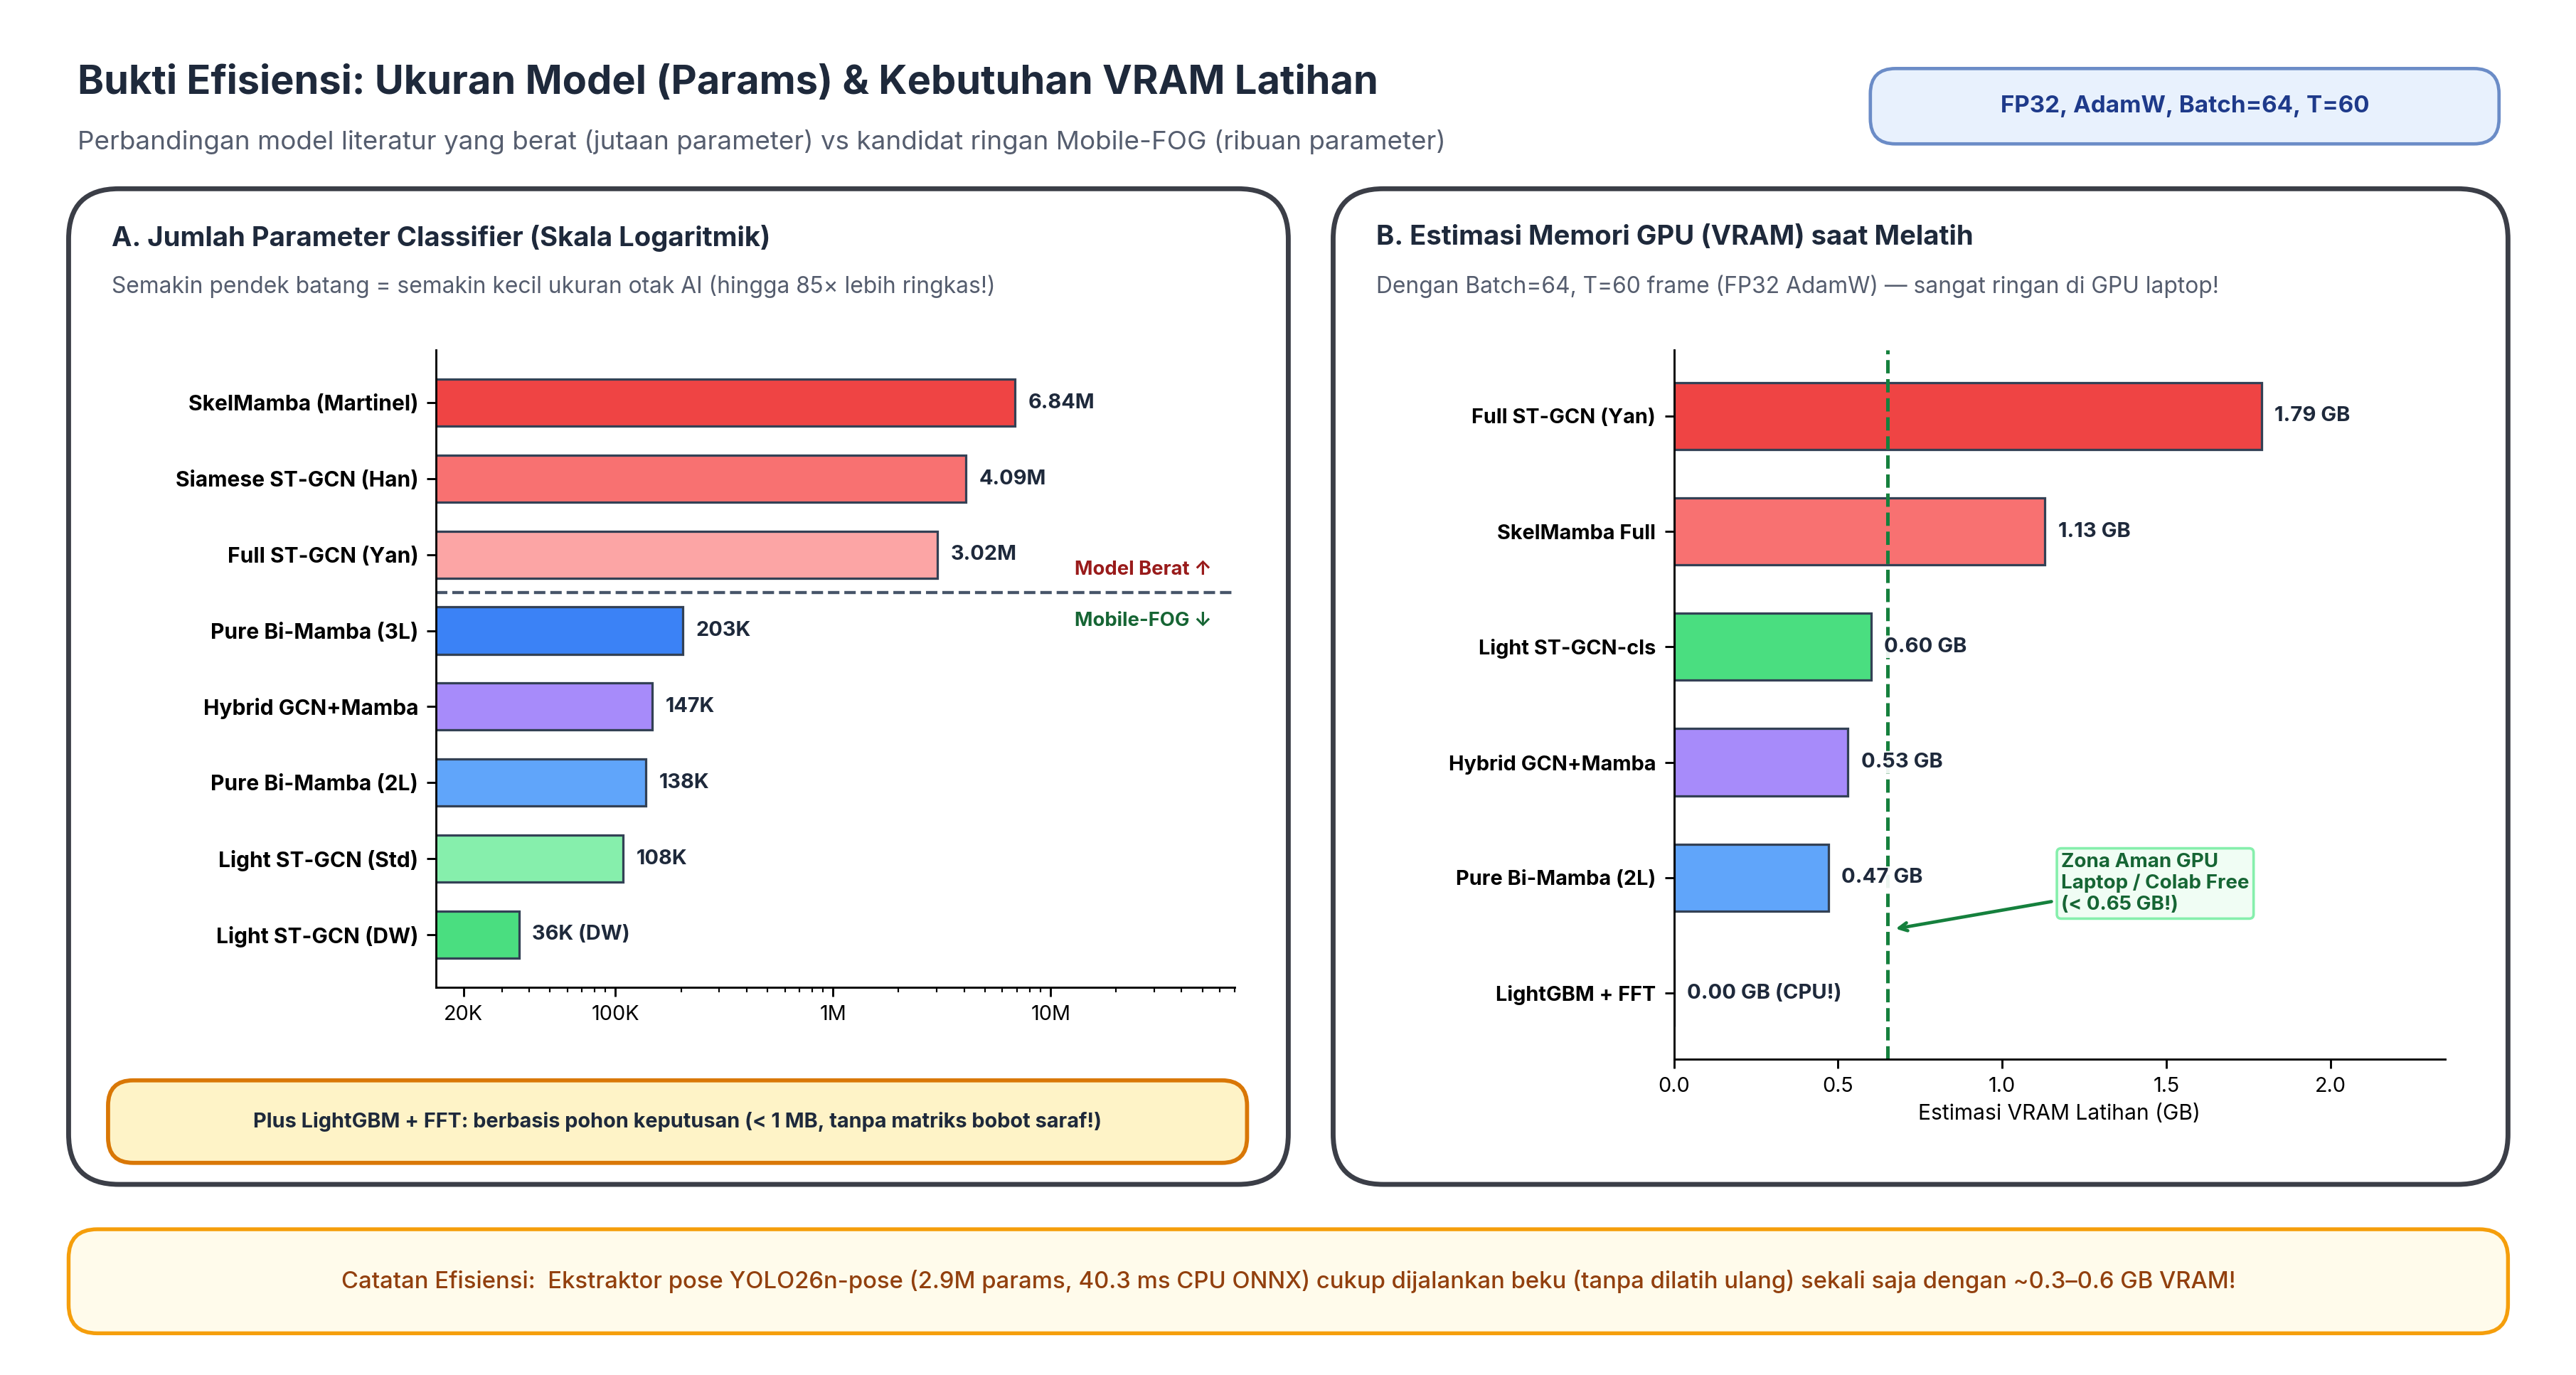 Bukti Efisiensi: Ukuran Model (Params) & Kebutuhan VRAM Latihan
Perbandingan model literatur yang berat (jutaan parameter) vs kandidat ringan Mobile-FOG (ribuan parameter)
FP32, AdamW, Batch=64, T=60
A. Jumlah Parameter Classifier (Skala Logaritmik)
Semakin pendek batang = semakin kecil ukuran otak AI (hingga 85× lebih ringkas!)
SkelMamba (Martinel)
6.84M
Siamese ST-GCN (Han)
4.09M
Full ST-GCN (Yan)
3.02M
Model Berat ↑
Mobile-FOG ↓
Pure Bi-Mamba (3L)
203K
Hybrid GCN+Mamba
147K
Pure Bi-Mamba (2L)
138K
Light ST-GCN (Std)
108K
Light ST-GCN (DW)
36K (DW)
20K 100K 1M 10M
Plus LightGBM + FFT: berbasis pohon keputusan (< 1 MB, tanpa matriks bobot saraf!)
B. Estimasi Memori GPU (VRAM) saat Melatih
Dengan Batch=64, T=60 frame (FP32 AdamW) — sangat ringan di GPU laptop!
Full ST-GCN (Yan)
1.79 GB
SkelMamba Full
1.13 GB
Light ST-GCN-cls
0.60 GB
Hybrid GCN+Mamba
0.53 GB
Pure Bi-Mamba (2L)
0.47 GB
Zona Aman GPU
Laptop / Colab Free
(< 0.65 GB!)
LightGBM + FFT
0.00 GB (CPU!)
0.0 0.5 1.0 1.5 2.0
Estimasi VRAM Latihan (GB)
Catatan Efisiensi: Ekstraktor pose YOLO26n-pose (2.9M params, 40.3 ms CPU ONNX) cukup dijalankan beku (tanpa dilatih ulang) sekali saja dengan ~0.3–0.6 GB VRAM!